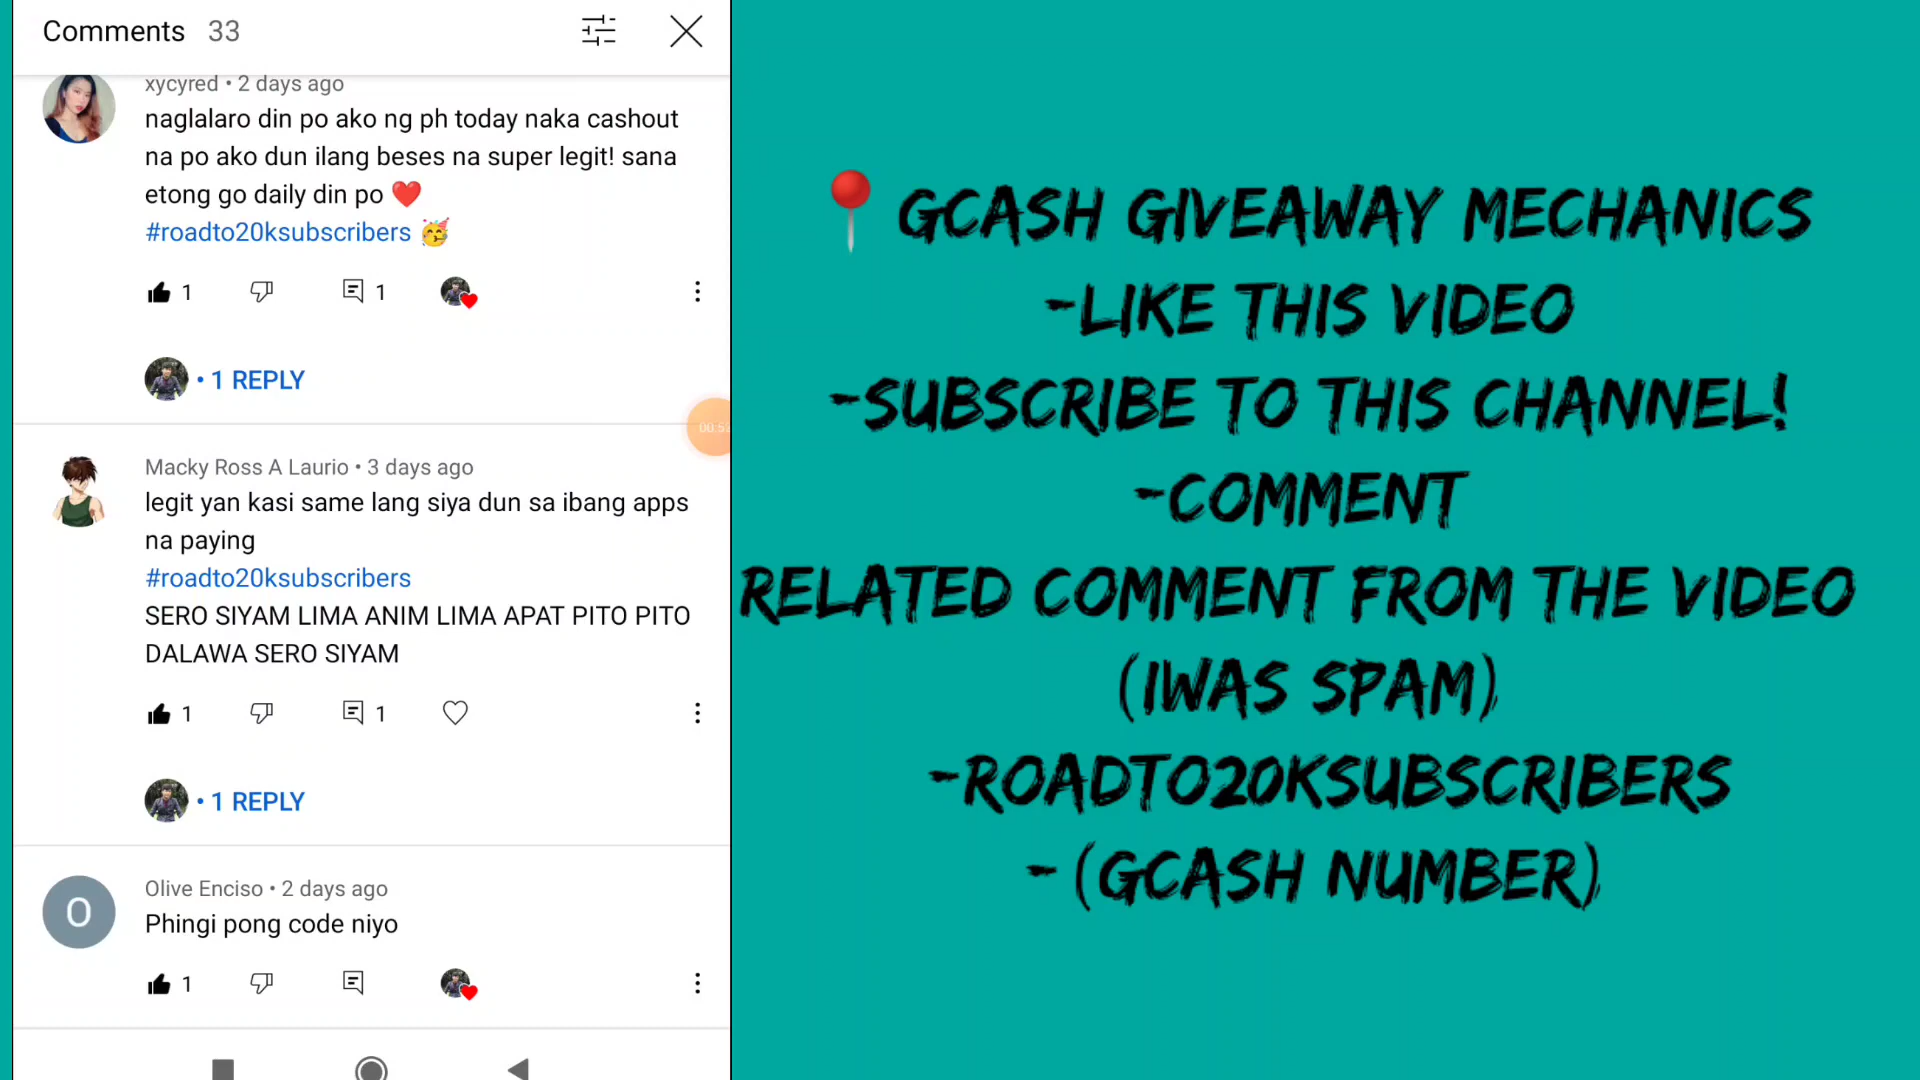 Comments 33
xycyred • 2 days ago
naglalaro din po ako ng ph today naka cashout
na po ako dun ilang beses na super legit! sana
etong go daily din po ❤️
#roadto20ksubscribers 🥳
1 1
• 1 REPLY
Macky Ross A Laurio • 3 days ago
legit yan kasi same lang siya dun sa ibang apps
na paying
#roadto20ksubscribers
SERO SIYAM LIMA ANIM LIMA APAT PITO PITO
DALAWA SERO SIYAM
1 1
• 1 REPLY
O
Olive Enciso • 2 days ago
Phingi pong code niyo
1
📍 GCASH GIVEAWAY MECHANICS
-LIKE THIS VIDEO
-SUBSCRIBE TO THIS CHANNEL!
-COMMENT
RELATED COMMENT FROM THE VIDEO
(IWAS SPAM)
-ROADTO20KSUBSCRIBERS
- (GCASH NUMBER)